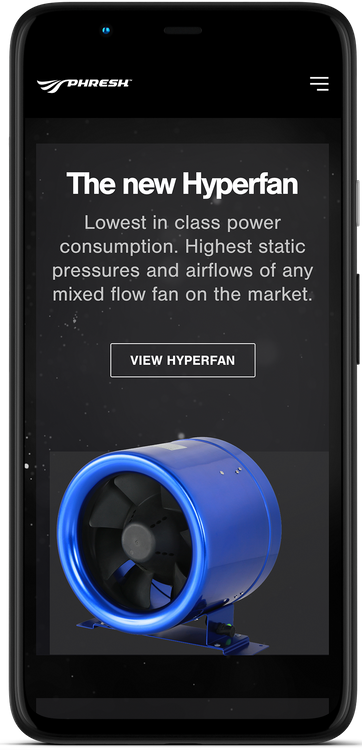 PHRESH
The new Hyperfan
Lowest in class power
consumption. Highest static
pressures and airflows of any
mixed flow fan on the market.
VIEW HYPERFAN